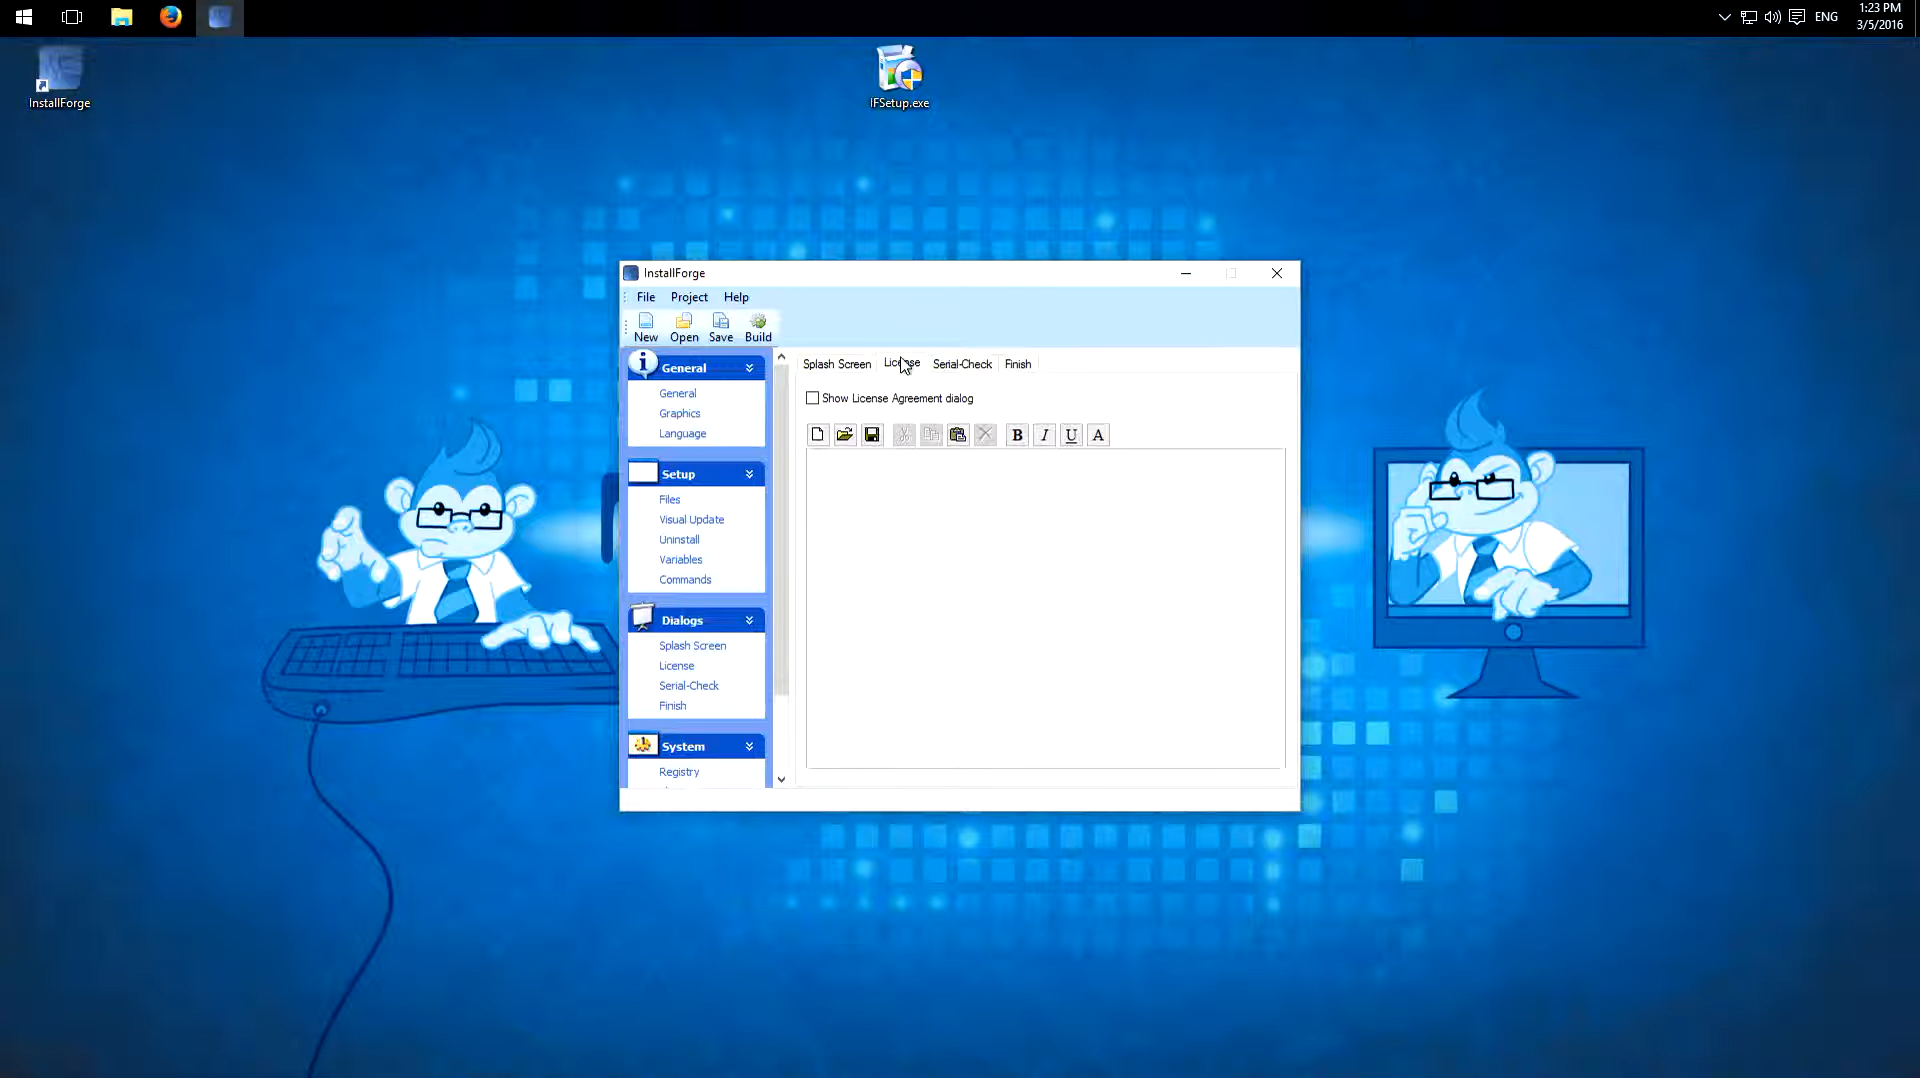 ENG
1:23 PM
3/5/2016
InstallForge
IFSetup.exe
InstallForge
File Project Help
New Open Save Build
General
General
Graphics
Language
Setup
Files
Visual Update
Uninstall
Variables
Commands
Dialogs
Splash Screen
License
Serial-Check
Finish
System
Registry
Splash Screen License Serial-Check Finish
Show License Agreement dialog
B I U A